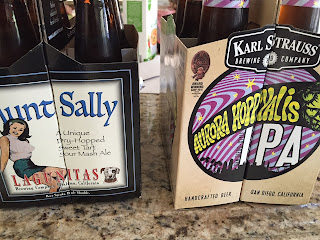 unt Sally
A Unique
Dry-Hopped
Sweet Tart
Sour Mash Ale
LAGUNITAS
KARL STRAUSS
BREWING COMPANY
AURORA HOPPYALIS
IPA
HANDCRAFTED BEER
SAN DIEGO, CALIFORNIA